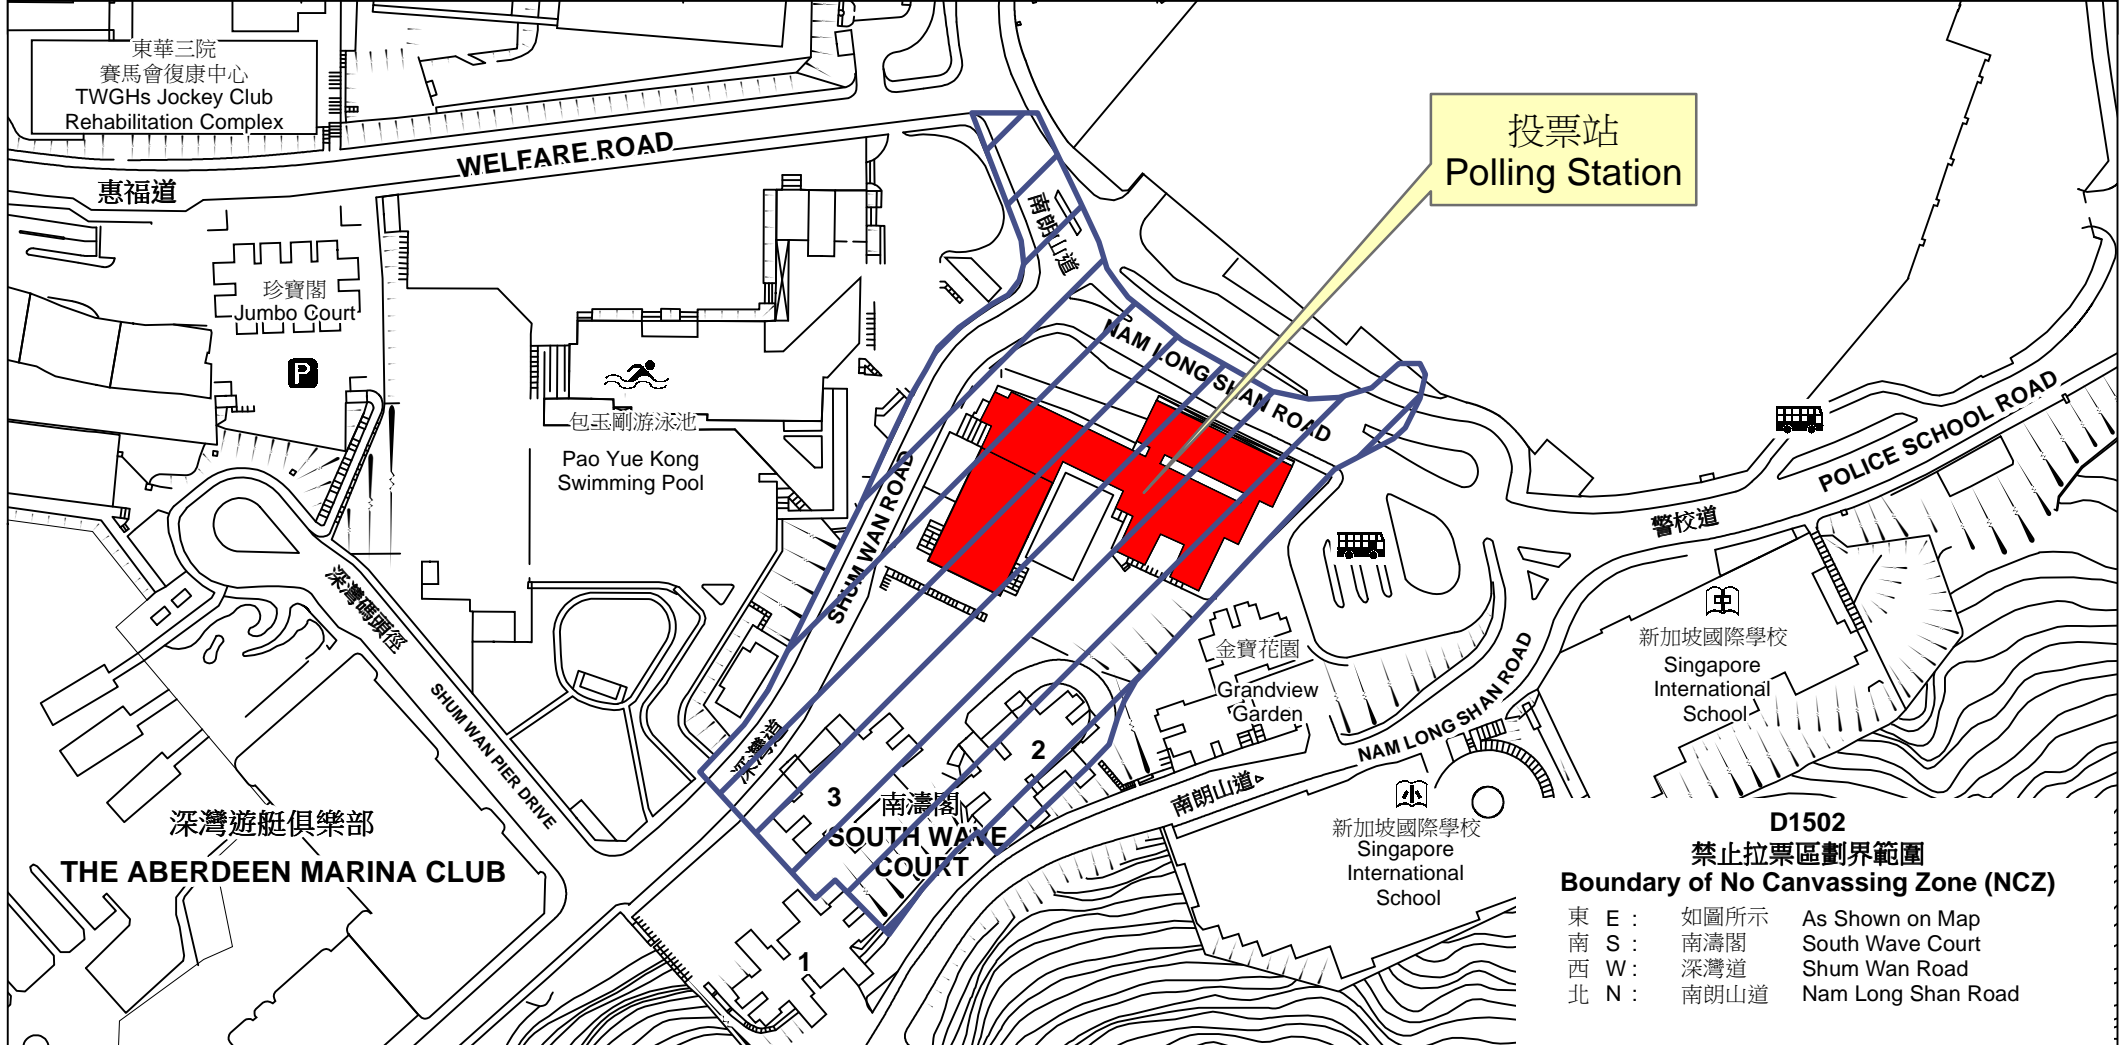 東華三院
賽馬會復康中心
TWGHs Jockey Club
Rehabilitation Complex
WELFARE ROAD
惠福道
投票站
Polling Station
南朗山道
珍寶閣
Jumbo Court
P
NAM LONG SHAN ROAD
包玉剛游泳池
Pao Yue Kong
Swimming Pool
SHUM WAN ROAD
POLICE SCHOOL ROAD
警校道
深灣碼頭徑
SHUM WAN PIER DRIVE
金寶花園
Grandview
Garden
NAM LONG SHAN ROAD
南朗山道
中
新加坡國際學校
Singapore
International
School
深灣道
2
3
南濤閣
SOUTH WAVE
COURT
1
小
新加坡國際學校
Singapore
International
School
深灣遊艇俱樂部
THE ABERDEEN MARINA CLUB
D1502
禁止拉票區劃界範圍
Boundary of No Canvassing Zone (NCZ)
東 E : 如圖所示 As Shown on Map
南 S : 南濤閣 South Wave Court
西 W : 深灣道 Shum Wan Road
北 N : 南朗山道 Nam Long Shan Road